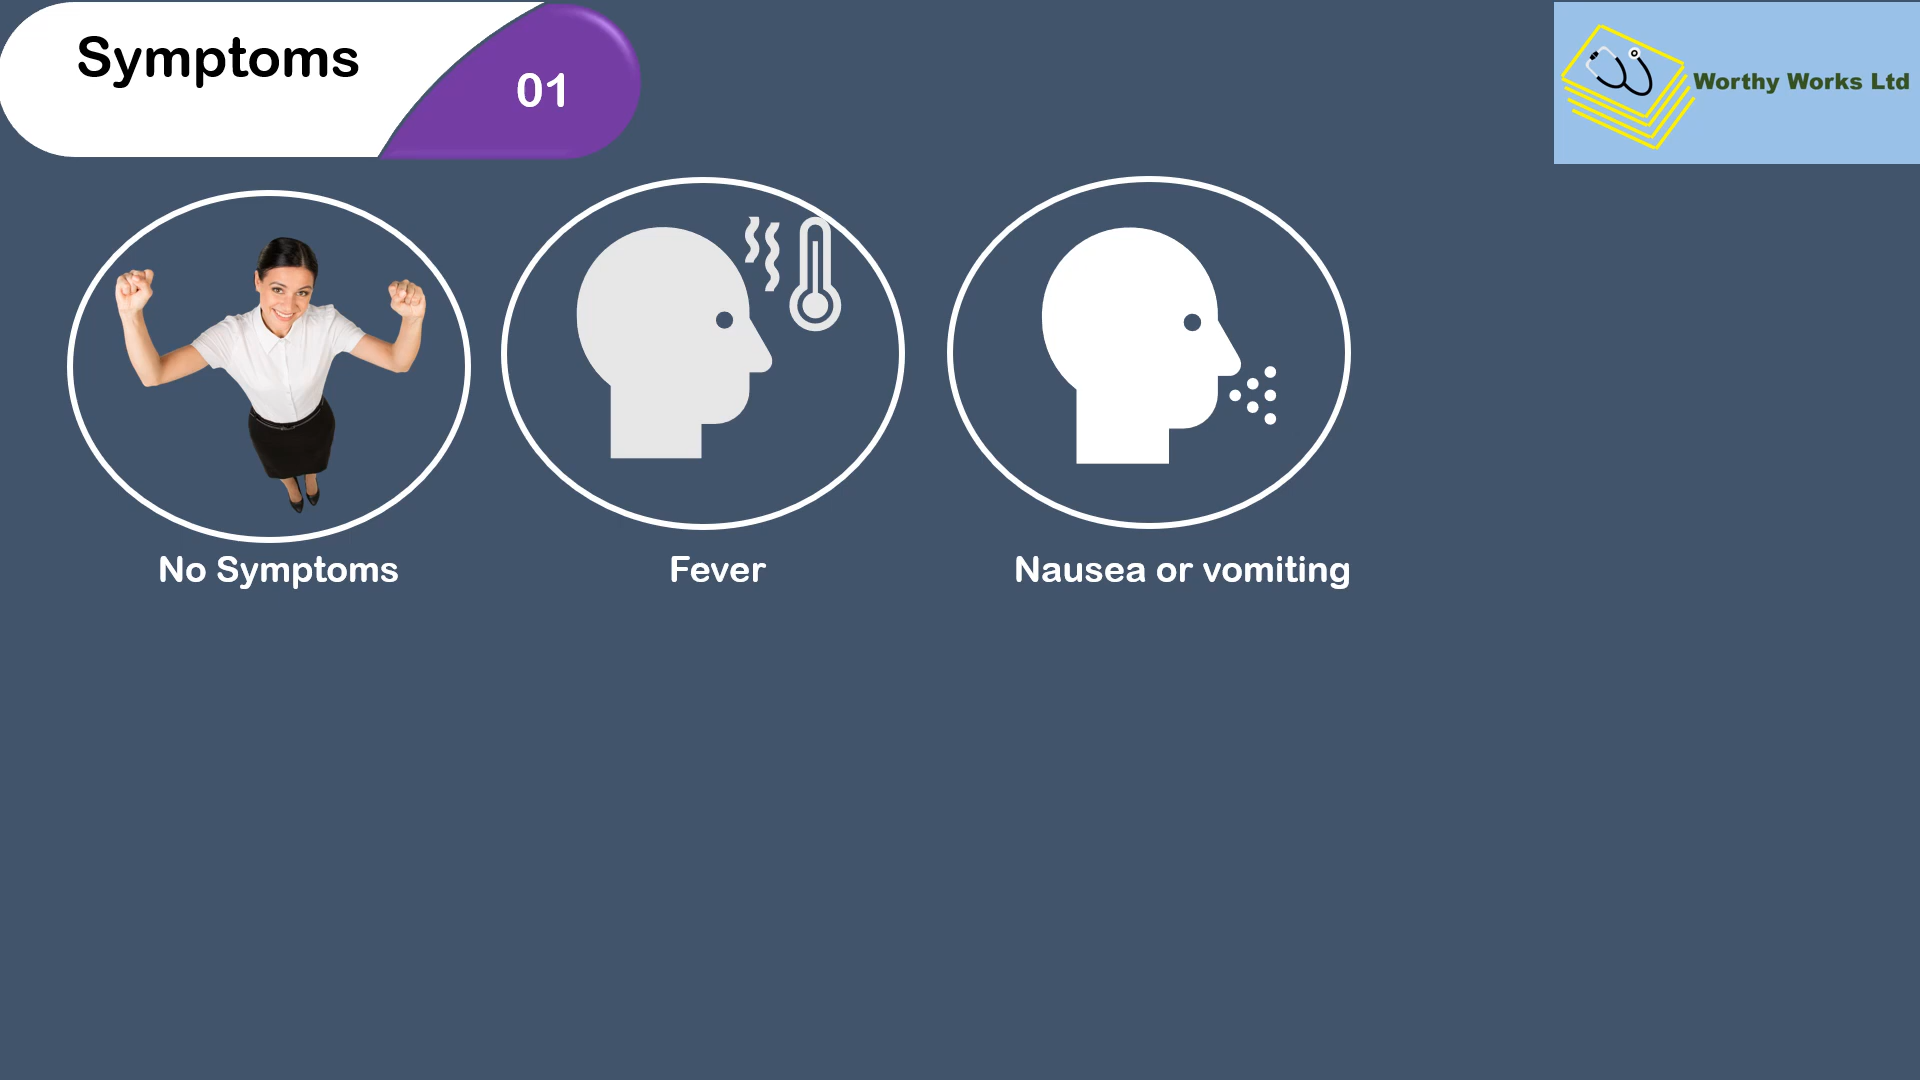 Symptoms
01
Worthy Works Ltd
No Symptoms
Fever
Nausea or vomiting